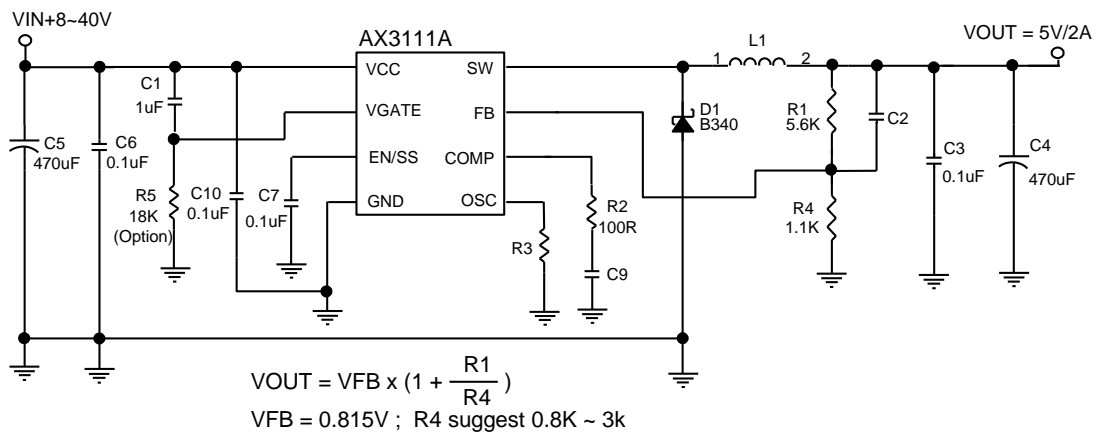 VIN+8~40V
AX3111A
VOUT = 5V/2A
L1
1
2
VCC
SW
C1
1uF
VGATE
FB
D1
B340
R1
5.6K
C2
C5
470uF
C6
0.1uF
EN/SS
COMP
C3
0.1uF
C4
470uF
R5
18K
(Option)
C10
0.1uF
C7
0.1uF
GND
OSC
R2
100R
R4
1.1K
R3
C9
VOUT = VFB x (1 + R1/R4 )
VFB = 0.815V ; R4 suggest 0.8K ~ 3k